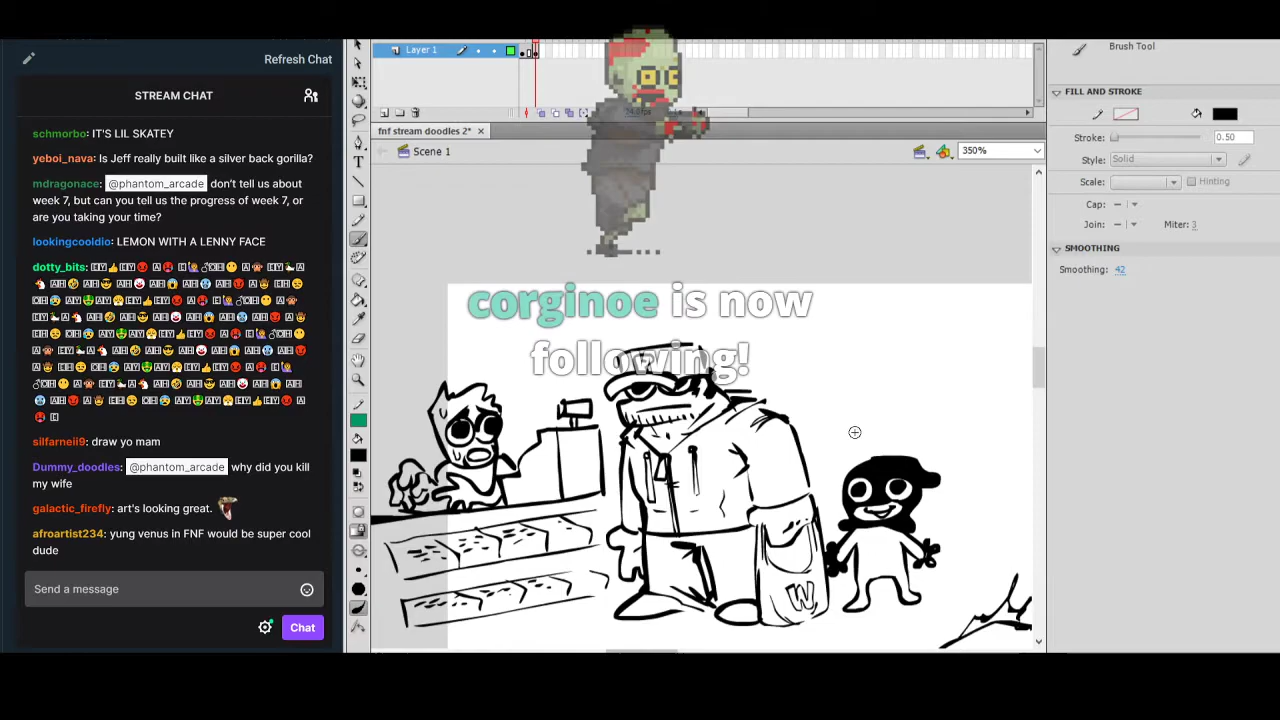 Refresh Chat
STREAM CHAT
schmorbo: IT'S LIL SKATEY
yeboi_nava: Is Jeff really built like a silver back gorilla?
mdragonace: @phantom_arcade don't tell us about
week 7, but can you tell us the progress of week 7, or
are you taking your time?
lookingcooldio: LEMON WITH A LENNY FACE
dotty_bits:
silfarneii9: draw yo mam
Dummy_doodles: @phantom_arcade why did you kill
my wife
galactic_firefly: art's looking great.
afroartist234: yung venus in FNF would be super cool
dude
Send a message
Chat
Layer 1
fnf stream doodles 2*
Scene 1
350%
corginoe is now
following!
W
Brush Tool
FILL AND STROKE
Stroke: 0.50
Style: Solid
Scale: Hinting
Cap:
Join: Miter: 3
SMOOTHING
Smoothing: 42